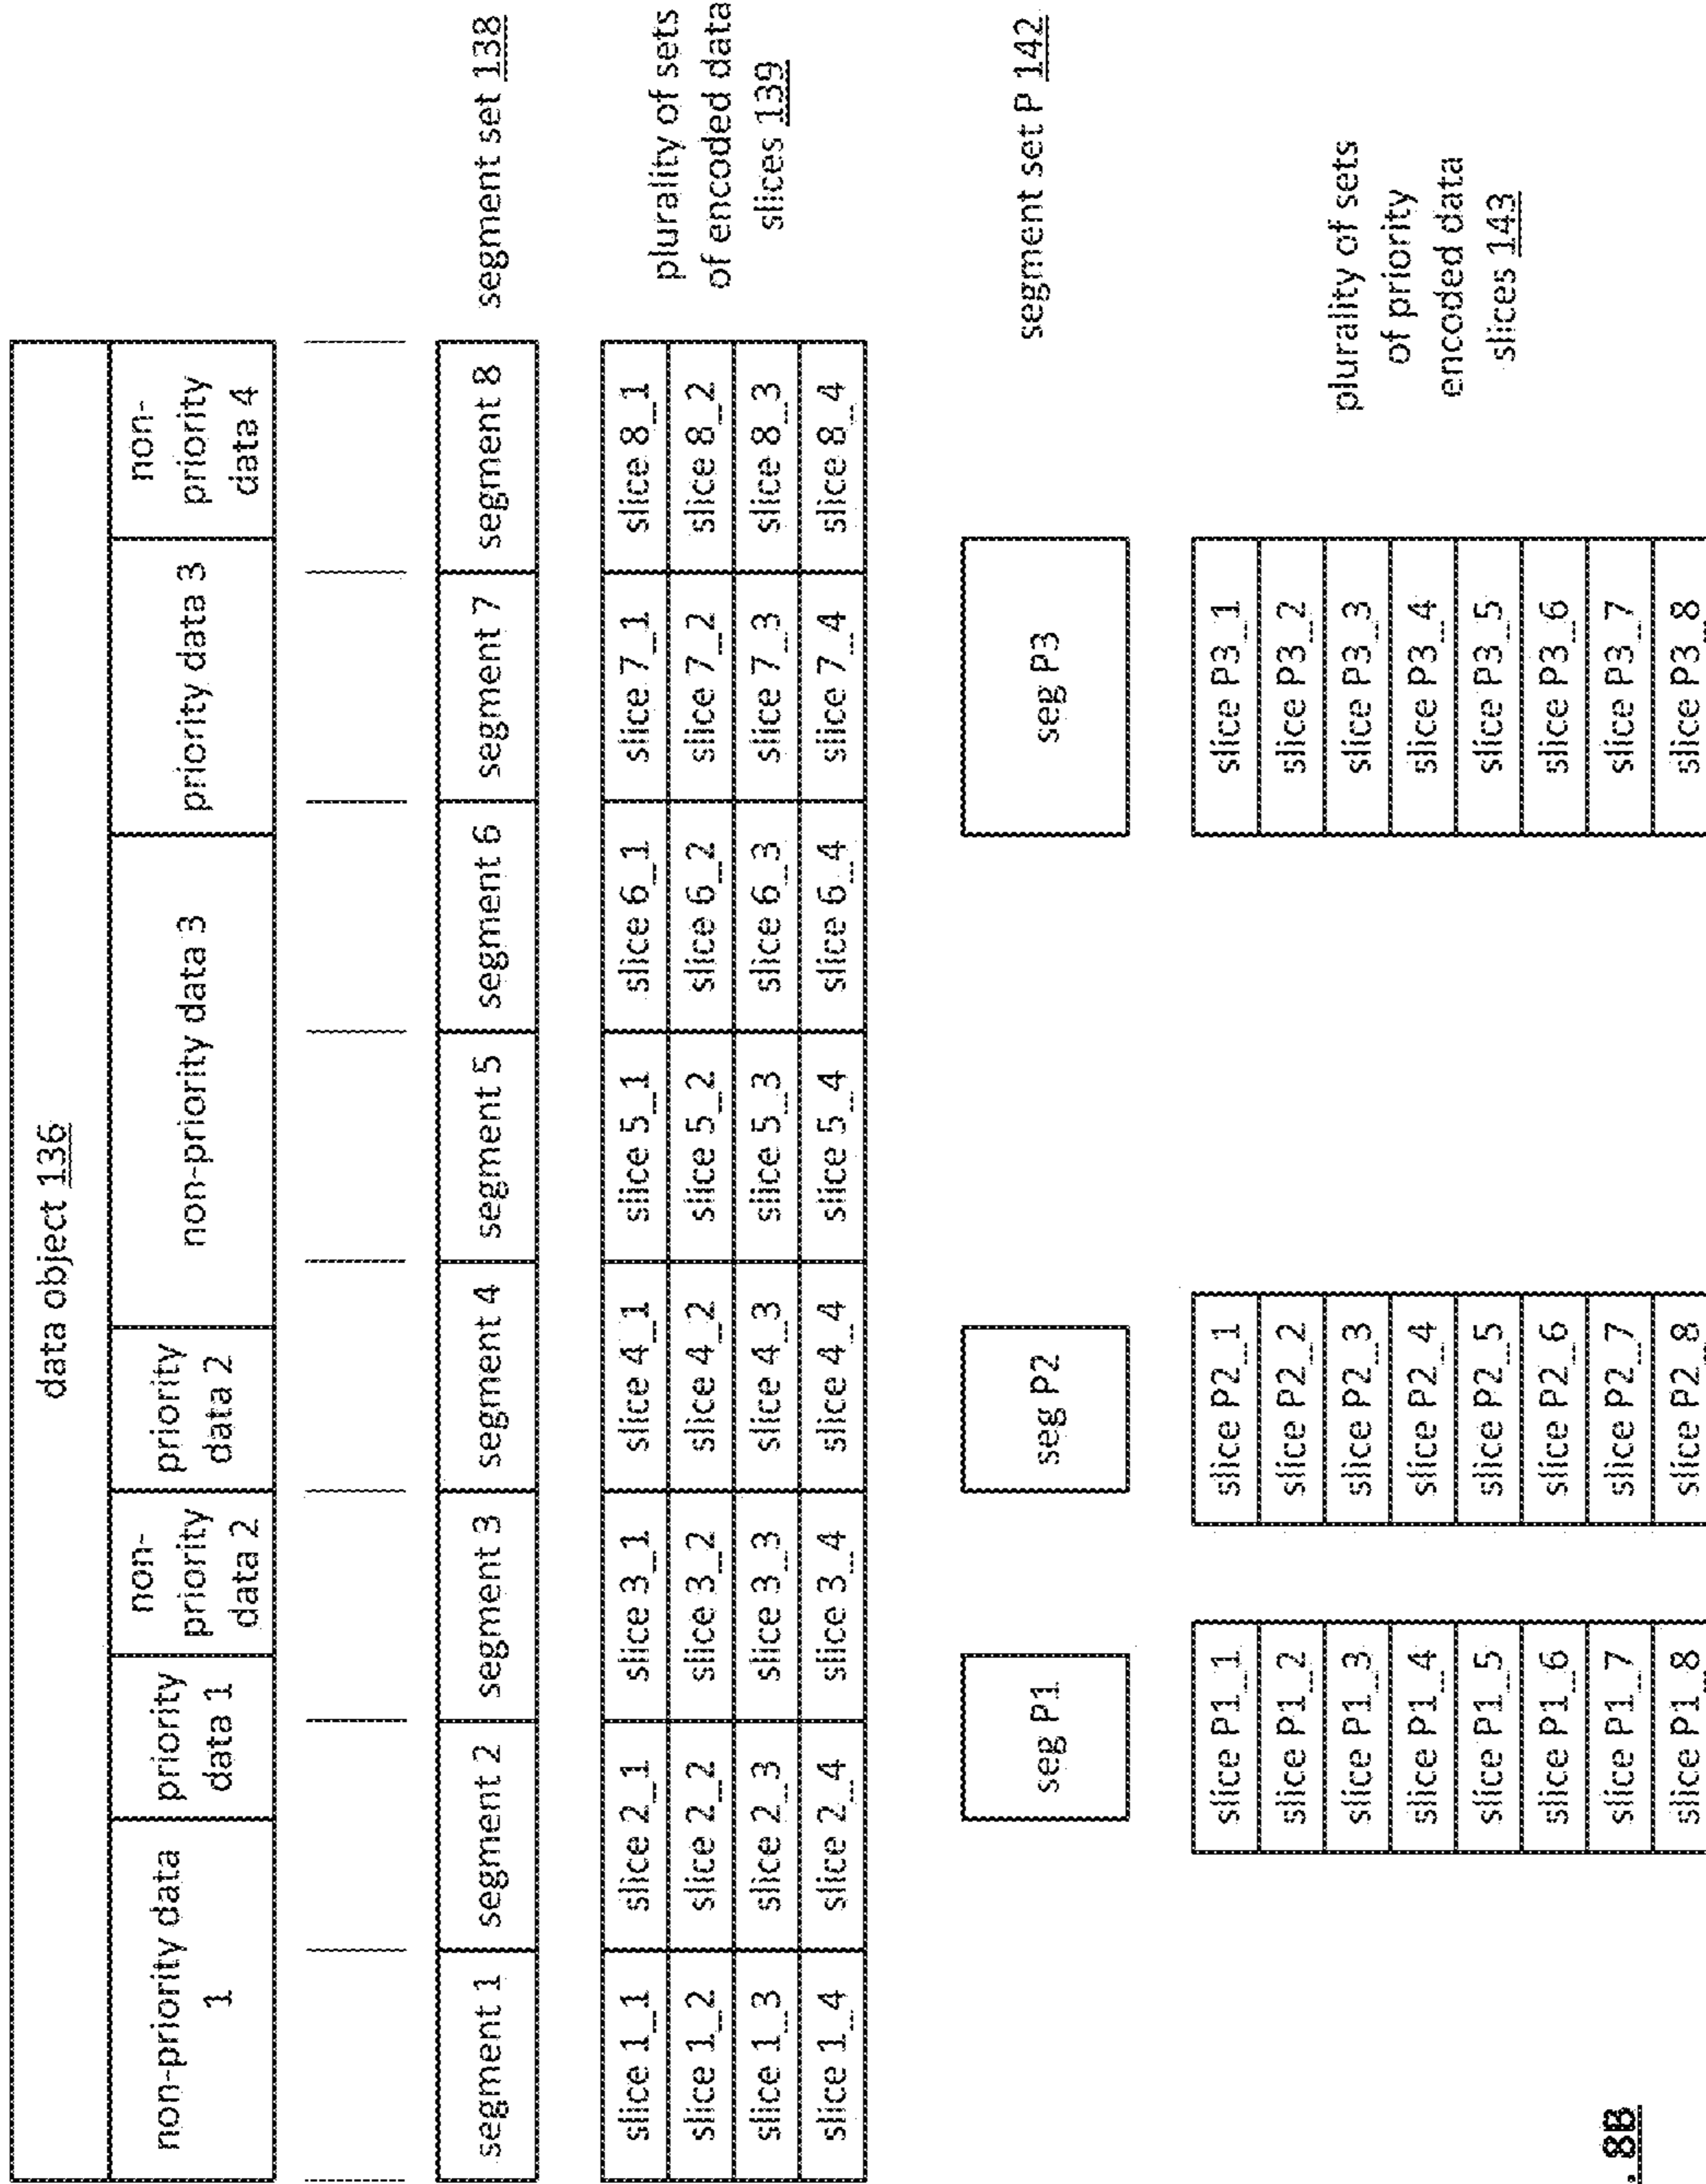 data object 136
non-priority data
1
priority
data 1
non-
priority
data 2
priority
data 2
non-priority data 3
priority data 3
non-
priority
data 4
segment 1
segment 2
segment 3
segment 4
segment 5
segment 6
segment 7
segment 8
segment set 138
slice 1_1
slice 2_1
slice 3_1
slice 4_1
slice 5_1
slice 6_1
slice 7_1
slice 8_1
slice 1_2
slice 2_2
slice 3_2
slice 4_2
slice 5_2
slice 6_2
slice 7_2
slice 8_2
slice 1_3
slice 2_3
slice 3_3
slice 4_3
slice 5_3
slice 6_3
slice 7_3
slice 8_3
slice 1_4
slice 2_4
slice 3_4
slice 4_4
slice 5_4
slice 6_4
slice 7_4
slice 8_4
plurality of sets
of encoded data
slices 139
seg P1
seg P2
seg P3
segment set P 142
slice P1_1
slice P2_1
slice P3_1
slice P1_2
slice P2_2
slice P3_2
slice P1_3
slice P2_3
slice P3_3
slice P1_4
slice P2_4
slice P3_4
slice P1_5
slice P2_5
slice P3_5
slice P1_6
slice P2_6
slice P3_6
slice P1_7
slice P2_7
slice P3_7
slice P1_8
slice P2_8
slice P3_8
plurality of sets
of priority
encoded data
slices 143
. 8B